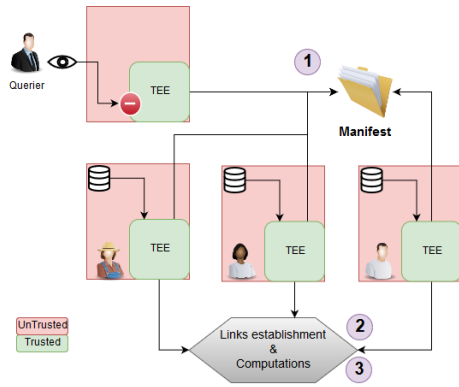 1
TEE
Querier
Manifest
TEE
TEE
TEE
UnTrusted
Trusted
Links establishment
&
Computations
2
3